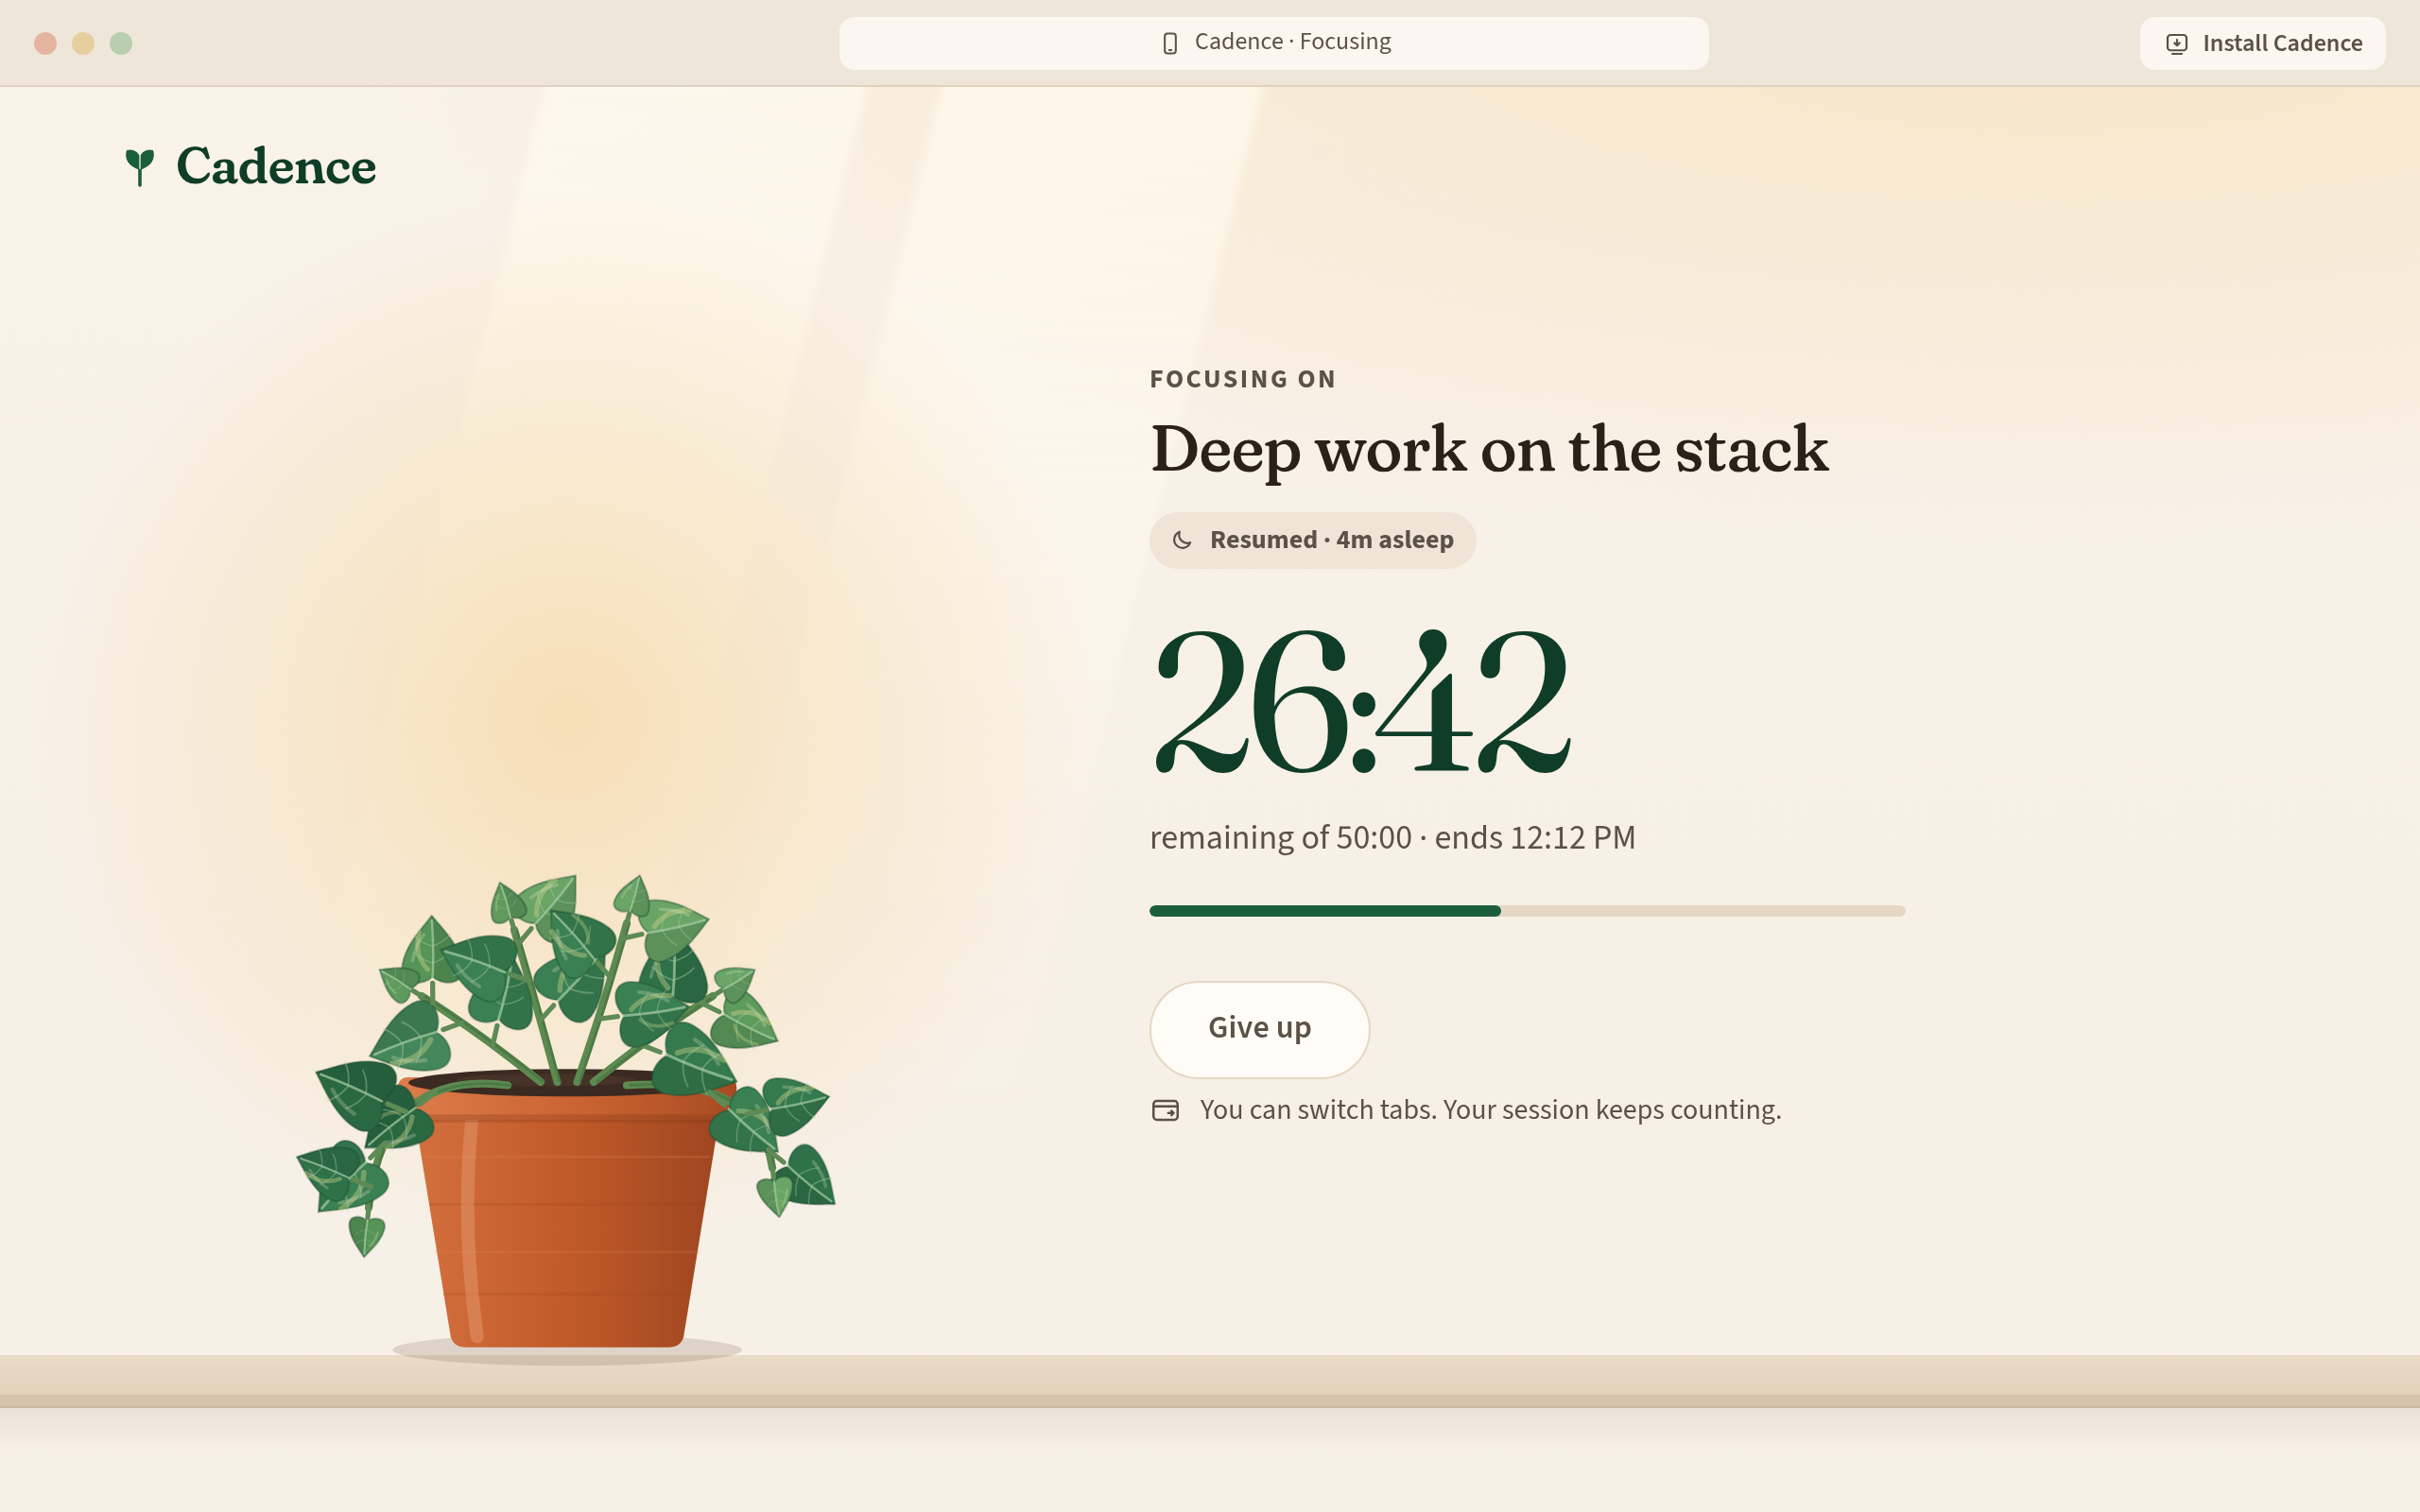 Cadence · Focusing
Install Cadence
Cadence
FOCUSING ON
Deep work on the stack
Resumed · 4m asleep
26:42
remaining of 50:00 · ends 12:12 PM
Give up
You can switch tabs. Your session keeps counting.